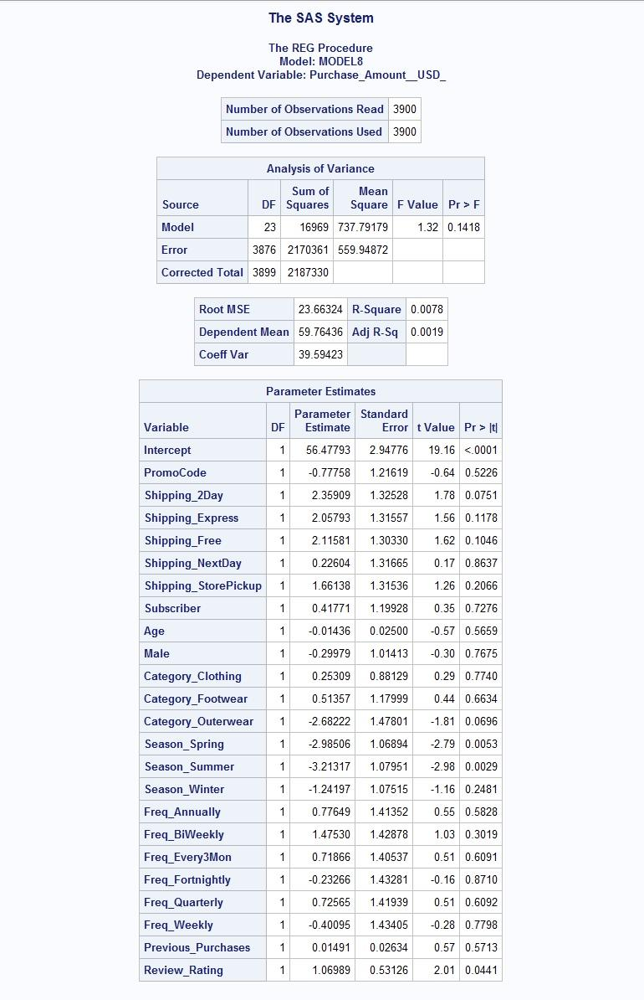 The SAS System
The REG Procedure
Model: MODEL8
Dependent Variable: Purchase_Amount__USD_
Number of Observations Read 3900
Number of Observations Used 3900
Analysis of Variance
Source DF Sum of Squares Mean Square F Value Pr > F
Model 23 16969 737.79179 1.32 0.1418
Error 3876 2170361 559.94872
Corrected Total 3899 2187330
Root MSE 23.66324 R-Square 0.0078
Dependent Mean 59.76436 Adj R-Sq 0.0019
Coeff Var 39.59423
Parameter Estimates
Variable DF Parameter Estimate Standard Error t Value Pr > |t|
Intercept 1 56.47793 2.94776 19.16 <.0001
PromoCode 1 -0.77758 1.21619 -0.64 0.5226
Shipping_2Day 1 2.35909 1.32528 1.78 0.0751
Shipping_Express 1 2.05793 1.31557 1.56 0.1178
Shipping_Free 1 2.11581 1.30330 1.62 0.1046
Shipping_NextDay 1 0.22604 1.31665 0.17 0.8637
Shipping_StorePickup 1 1.66138 1.31536 1.26 0.2066
Subscriber 1 0.41771 1.19928 0.35 0.7276
Age 1 -0.01436 0.02500 -0.57 0.5659
Male 1 -0.29979 1.01413 -0.30 0.7675
Category_Clothing 1 0.25309 0.88129 0.29 0.7740
Category_Footwear 1 0.51357 1.17999 0.44 0.6634
Category_Outerwear 1 -2.68222 1.47801 -1.81 0.0696
Season_Spring 1 -2.98506 1.06894 -2.79 0.0053
Season_Summer 1 -3.21317 1.07951 -2.98 0.0029
Season_Winter 1 -1.24197 1.07515 -1.16 0.2481
Freq_Annually 1 0.77649 1.41352 0.55 0.5828
Freq_BiWeekly 1 1.47530 1.42878 1.03 0.3019
Freq_Every3Mon 1 0.71866 1.40537 0.51 0.6091
Freq_Fortnightly 1 -0.23266 1.43281 -0.16 0.8710
Freq_Quarterly 1 0.72565 1.41939 0.51 0.6092
Freq_Weekly 1 -0.40095 1.43405 -0.28 0.7798
Previous_Purchases 1 0.01491 0.02634 0.57 0.5713
Review_Rating 1 1.06989 0.53126 2.01 0.0441